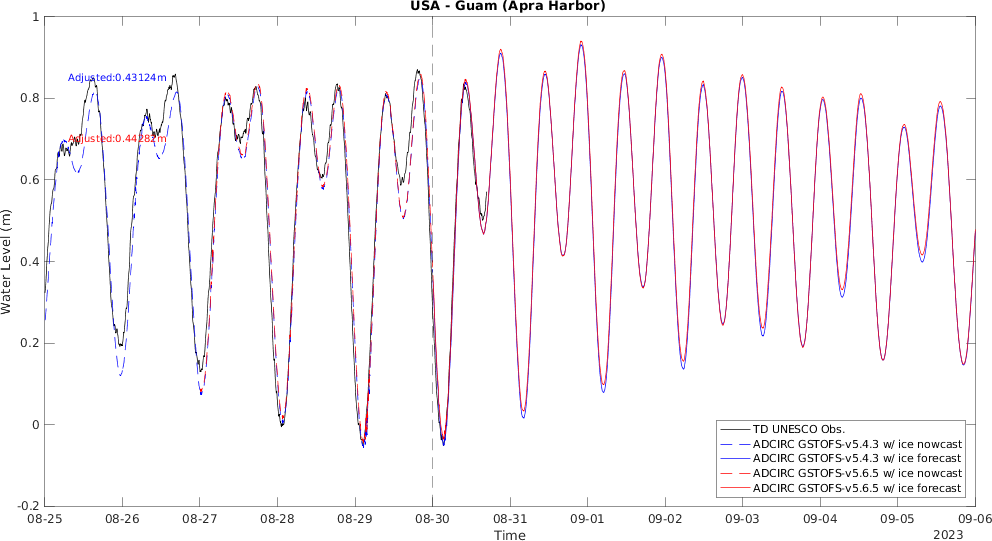 USA - Guam (Apra Harbor)
Water Level (m)
1
0.8
0.6
0.4
0.2
0
-0.2
Adjusted:0.43124m
Adjusted:0.44282m
TD UNESCO Obs.
ADCIRC GSTOFS-v5.4.3 w/ ice nowcast
ADCIRC GSTOFS-v5.4.3 w/ ice forecast
ADCIRC GSTOFS-v5.6.5 w/ ice nowcast
ADCIRC GSTOFS-v5.6.5 w/ ice forecast
08-25 08-26 08-27 08-28 08-29 08-30 08-31 09-01 09-02 09-03 09-04 09-05 09-06
Time
2023